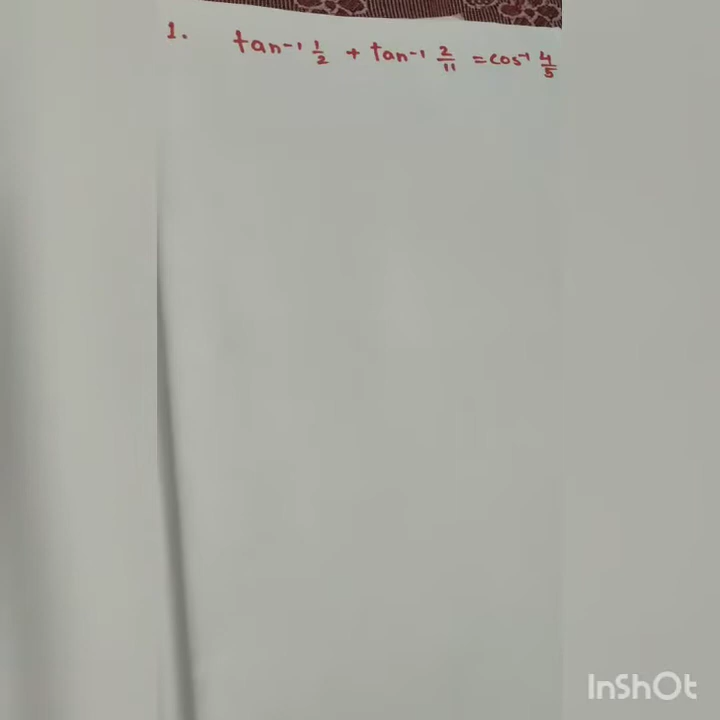 1. tan⁻¹ 1/2 + tan⁻¹ 2/11 = cos⁻¹ 4/5
InShOt